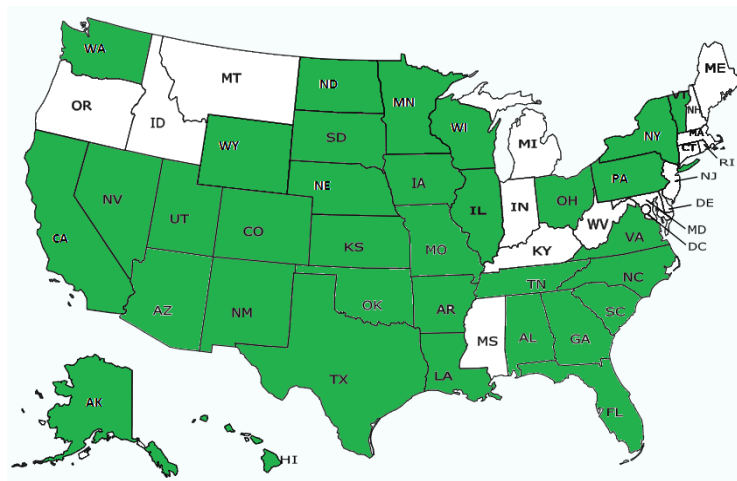 WA
MT
ND
MN
ME
OR
ID
WY
SD
WI
MI
VT
NH
NY
MA
CT
RI
NV
UT
CO
NE
IA
IL
IN
OH
PA
NJ
DE
MD
DC
CA
KS
MO
KY
WV
VA
AZ
NM
OK
AR
TN
NC
SC
MS
AL
GA
TX
LA
FL
AK
HI